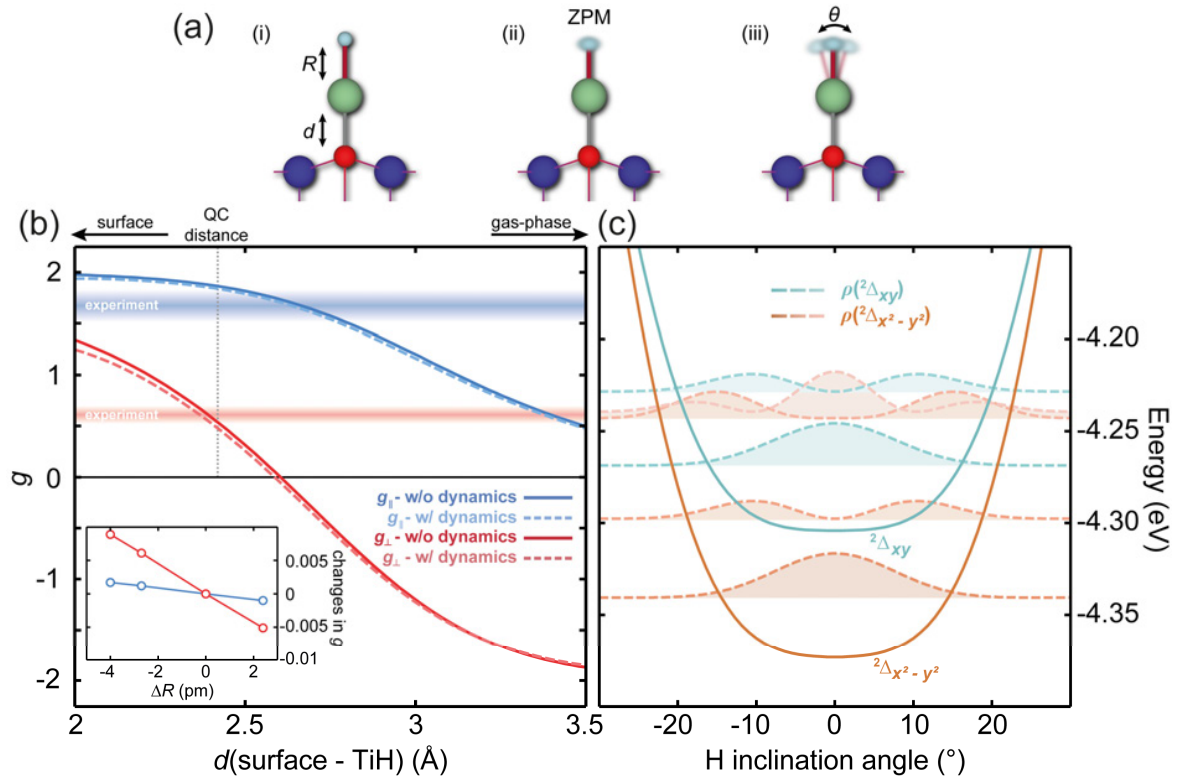 (a)
(i)
R
d
(ii)
ZPM
(iii)
θ
(b)
surface
QC
distance
gas-phase
2
1
0
-1
-2
g
experiment
experiment
g∥ - w/o dynamics
g∥ - w/ dynamics
g⊥ - w/o dynamics
g⊥ - w/ dynamics
0.005
0
-0.005
-0.01
changes in g
-4 -2 0 2
ΔR (pm)
2 2.5 3 3.5
d(surface - TiH) (Å)
(c)
ρ(²Δxy)
ρ(²Δx² - y²)
²Δxy
²Δx² - y²
-4.20
-4.25
-4.30
-4.35
Energy (eV)
-20 -10 0 10 20
H inclination angle (°)